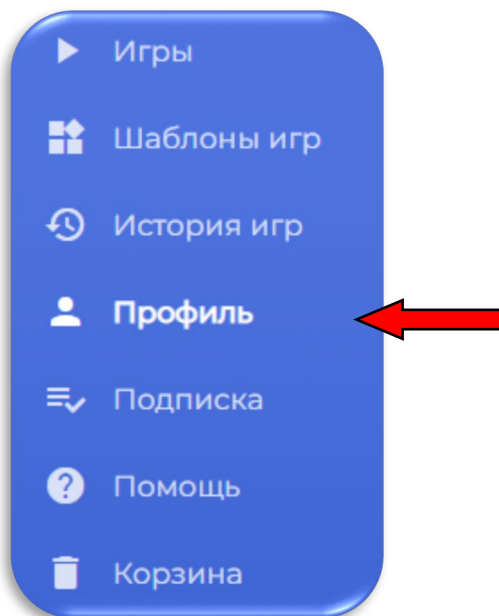 Игры
Шаблоны игр
История игр
Профиль
Подписка
Помощь
Корзина